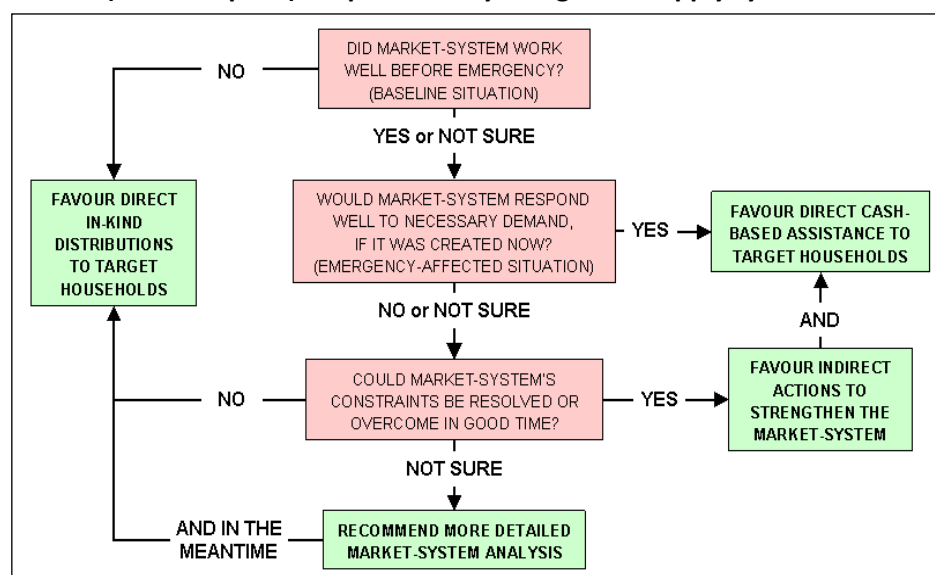 DID MARKET-SYSTEM WORK
WELL BEFORE EMERGENCY?
(BASELINE SITUATION)
NO
YES or NOT SURE
FAVOUR DIRECT
IN-KIND
DISTRIBUTIONS
TO TARGET
HOUSEHOLDS
WOULD MARKET-SYSTEM RESPOND
WELL TO NECESSARY DEMAND,
IF IT WAS CREATED NOW?
(EMERGENCY-AFFECTED SITUATION)
YES
FAVOUR DIRECT CASH-
BASED ASSISTANCE TO
TARGET HOUSEHOLDS
NO or NOT SURE
AND
COULD MARKET-SYSTEM'S
CONSTRAINTS BE RESOLVED OR
OVERCOME IN GOOD TIME?
NO
YES
FAVOUR INDIRECT
ACTIONS TO
STRENGTHEN THE
MARKET-SYSTEM
NOT SURE
AND IN THE
MEANTIME
RECOMMEND MORE DETAILED
MARKET-SYSTEM ANALYSIS